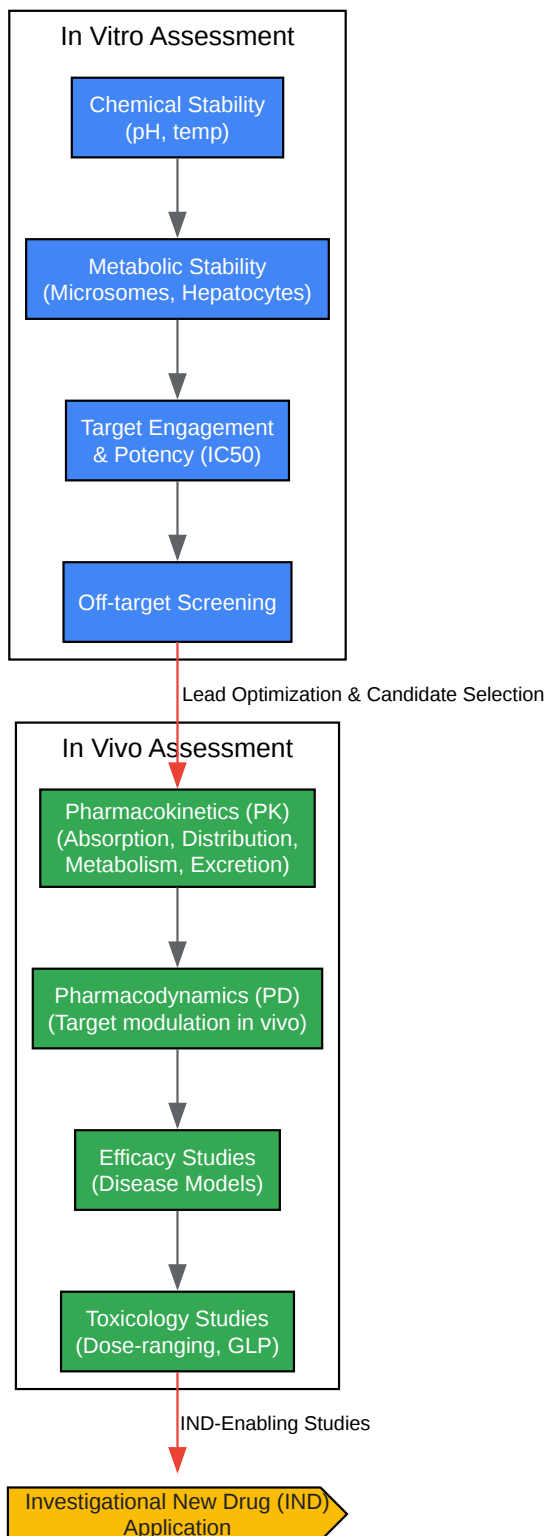 In Vitro Assessment
Chemical Stability
(pH, temp)
Metabolic Stability
(Microsomes, Hepatocytes)
Target Engagement
& Potency (IC50)
Off-target Screening
Lead Optimization & Candidate Selection
In Vivo Assessment
Pharmacokinetics (PK)
(Absorption, Distribution,
Metabolism, Excretion)
Pharmacodynamics (PD)
(Target modulation in vivo)
Efficacy Studies
(Disease Models)
Toxicology Studies
(Dose-ranging, GLP)
IND-Enabling Studies
Investigational New Drug (IND)
Application